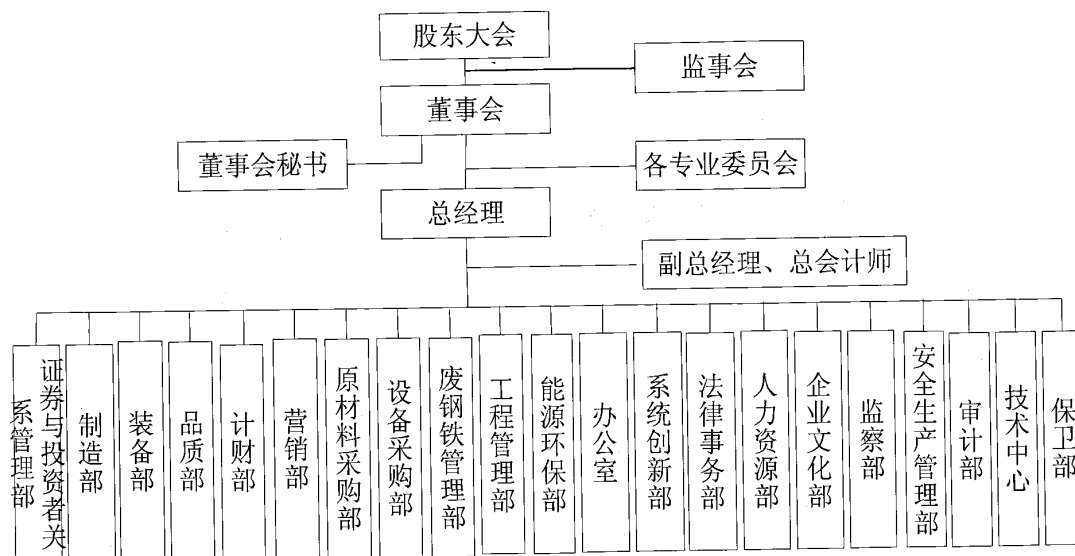 股东大会
监事会
董事会
董事会秘书
各专业委员会
总经理
副总经理、总会计师
证券与投资者关
系管理部
制造部
装备部
品质部
计财部
营销部
原材料采购部
设备采购部
废钢铁管理部
工程管理部
能源环保部
办公室
系统创新部
法律事务部
人力资源部
企业文化部
监察部
安全生产管理部
审计部
技术中心
保卫部